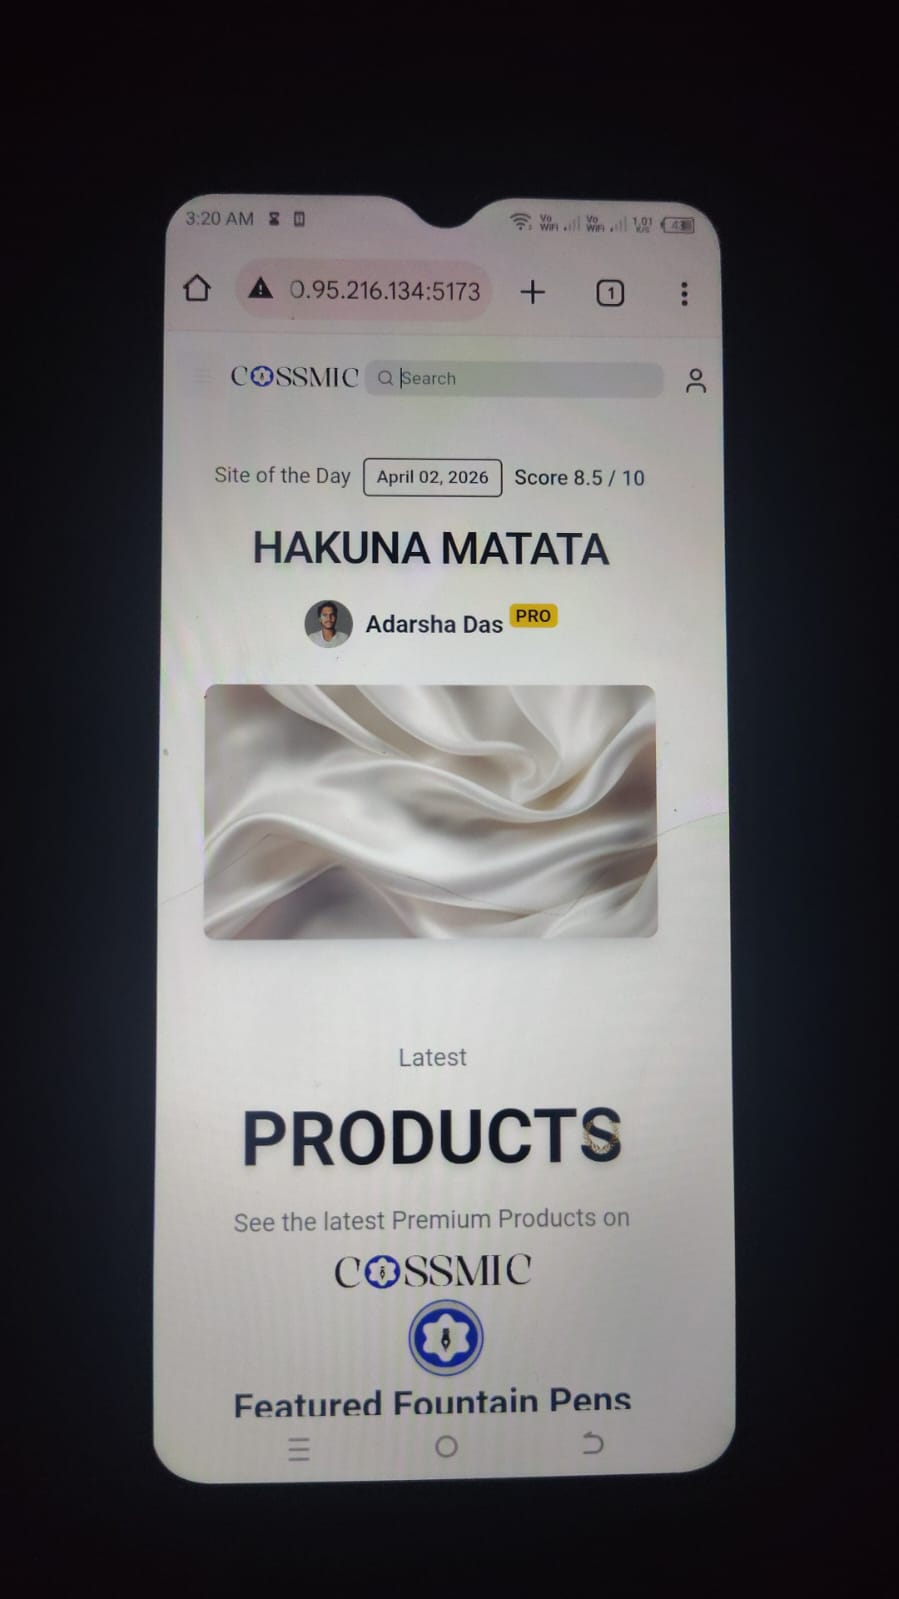 3:20 AM
Vo WiFi Vo WiFi 1.01 K/S 43
0.95.216.134:5173
1
COSSMIC Search
Site of the Day April 02, 2026 Score 8.5 / 10
HAKUNA MATATA
Adarsha Das PRO
Latest
PRODUCTS
See the latest Premium Products on
COSSMIC
Featured Fountain Pens